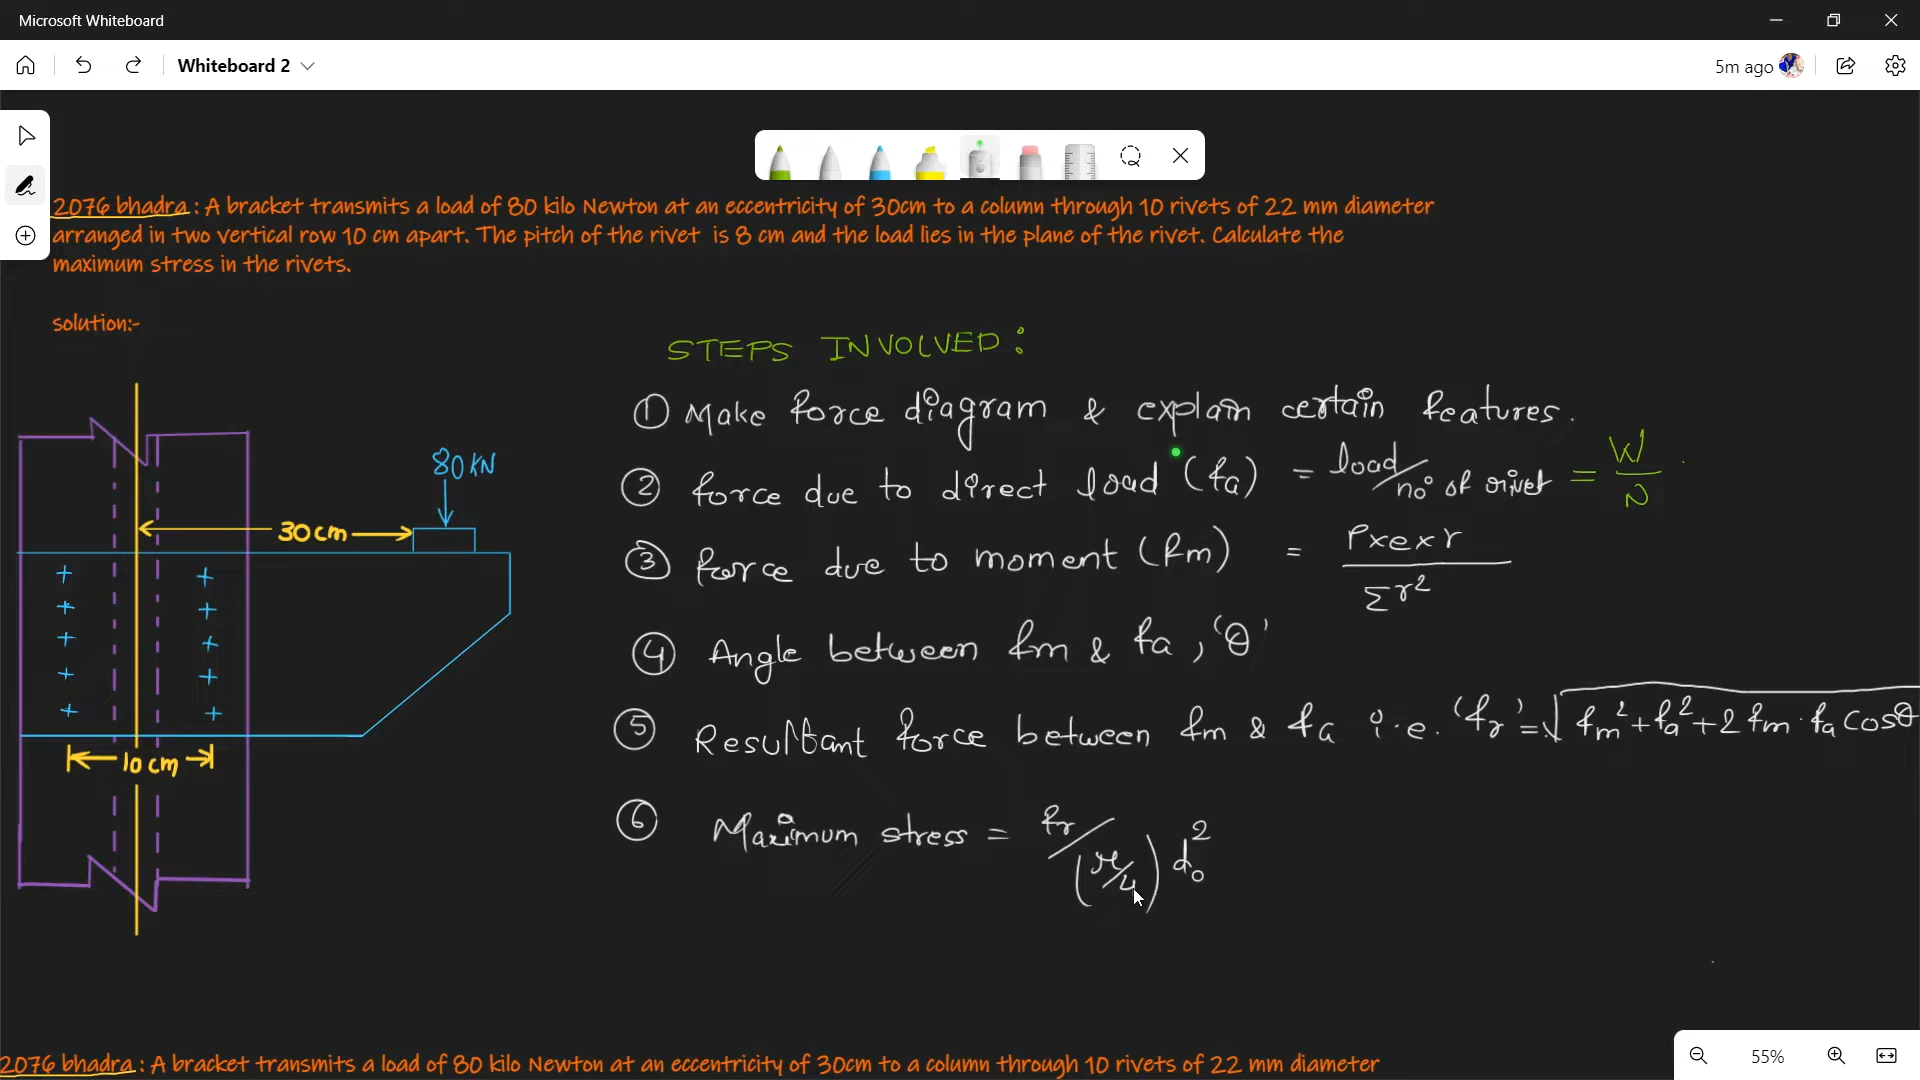 Microsoft Whiteboard
Whiteboard 2
5m ago
2076 bhadra : A bracket transmits a load of 80 kilo Newton at an eccentricity of 30cm to a column through 10 rivets of 22 mm diameter
arranged in two vertical row 10 cm apart. The pitch of the rivet is 8 cm and the load lies in the plane of the rivet. Calculate the
maximum stress in the rivets.
solution:-
STEPS INVOLVED:
① Make force diagram & explain certain features.
② force due to direct load (fa) = load/no° of rivet = W/N
③ force due to moment (fm) = Pxexr/Σr²
④ Angle between fm & fa, 'θ'
⑤ Resultant force between fm & fa i.e. 'fr' = √fm²+fa²+2fm·fa cosθ
⑥ Maximum stress = fr/(π/4) d₀²
80 KN
30 cm
10 cm
2076 bhadra : A bracket transmits a load of 80 kilo Newton at an eccentricity of 30cm to a column through 10 rivets of 22 mm diameter
55%